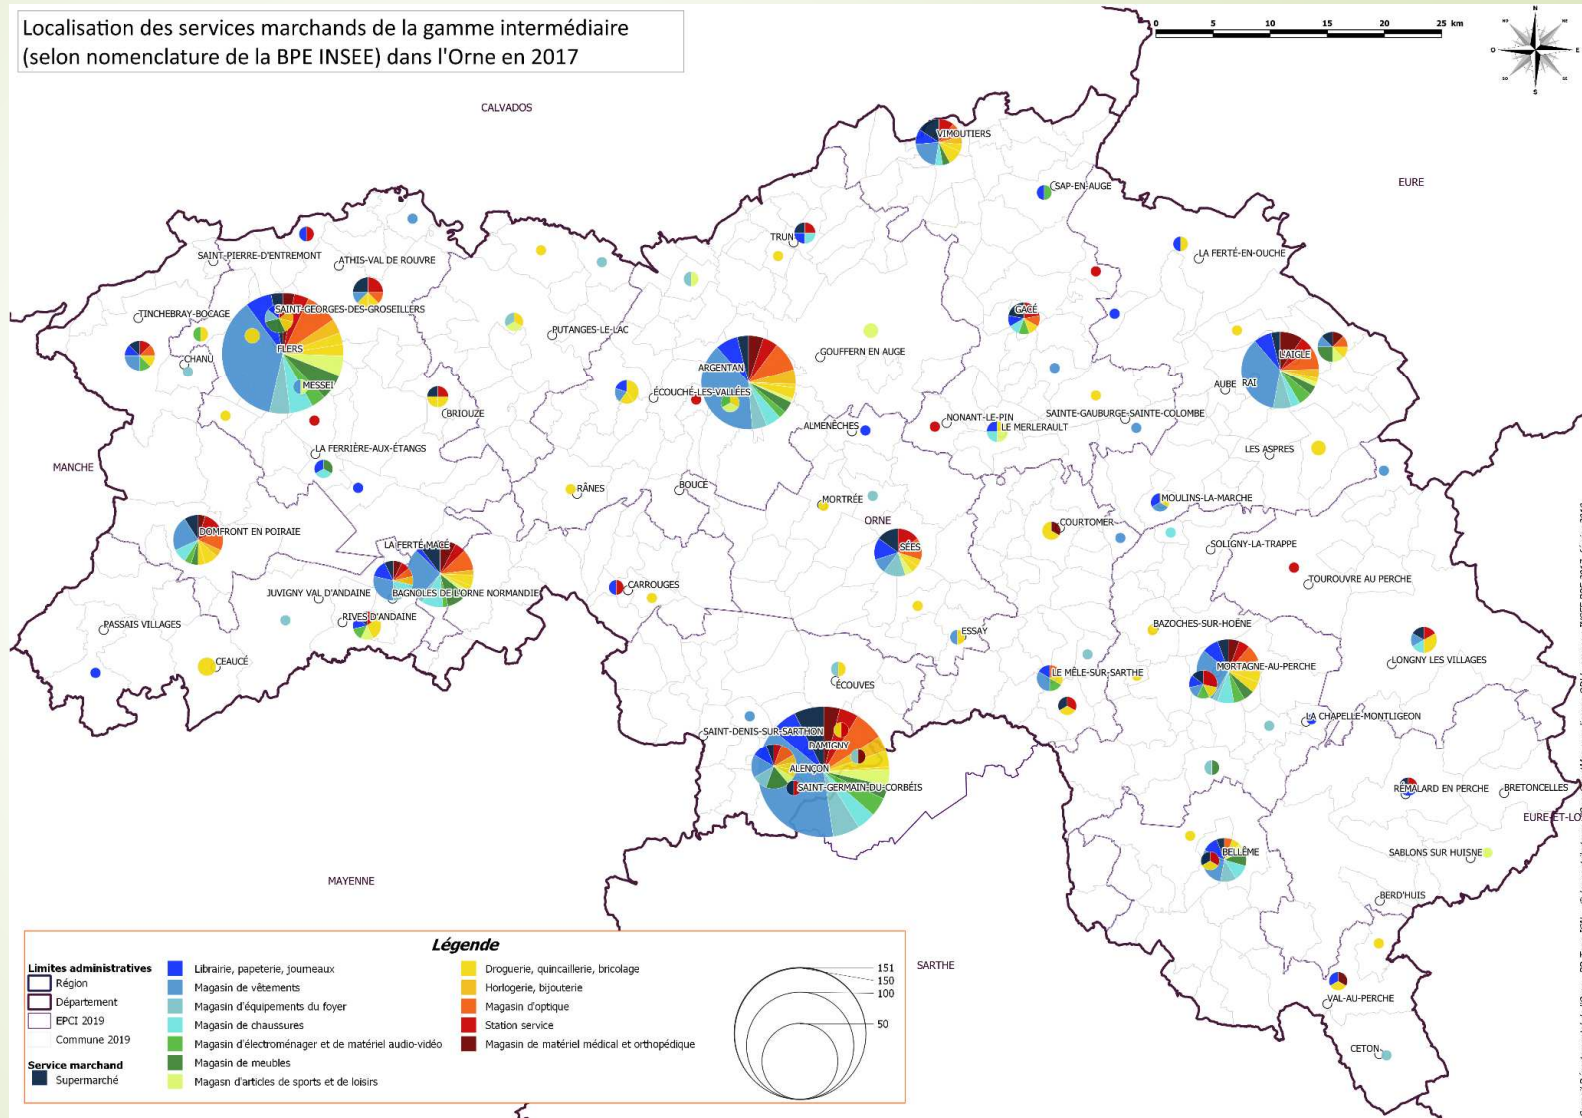 Localisation des services marchands de la gamme intermédiaire
(selon nomenclature de la BPE INSEE) dans l'Orne en 2017
0 5 10 15 20 25 km
N
O E
S
CALVADOS
EURE
VIMOUTIERS
SAP-EN-AUGE
TRUN
LA FERTÉ-EN-OUCHE
SAINT-PIERRE-D'ENTREMONT
ATHIS-VAL DE ROUVRE
TINCHEBRAY-BOCAGE
SAINT-GEORGES-DES-GROSEILLERS
GACÉ
PUTANGES-LE-LAC
FLERS
CHANU
GOUFFERN EN AUGE
L'AIGLE
ARGENTAN
MESSEI
AUBE
RAI
ÉCOUCHÉ-LES-VALLÉES
BRIOUZE
SAINTE-GAUBURGE-SAINTE-COLOMBE
NONANT-LE-PIN
LE MERLERAULT
ALMENÊCHES
LA FERRIÈRE-AUX-ÉTANGS
LES ASPRES
MANCHE
BOUCÉ
RÂNES
MORTRÉE
MOULINS-LA-MARCHE
ORNE
COURTOMER
DOMFRONT EN POIRAIE
LA FERTÉ MACÉ
SÉES
SOLIGNY-LA-TRAPPE
TOUROUVRE AU PERCHE
CARROUGES
JUVIGNY VAL D'ANDAINE
BAGNOLES DE L'ORNE NORMANDIE
RIVES D'ANDAINE
PASSAIS VILLAGES
ESSAY
BAZOCHES-SUR-HOËNE
CEAUCÉ
LONGNY LES VILLAGES
MORTAGNE-AU-PERCHE
LE MÊLE-SUR-SARTHE
ÉCOUVES
LA CHAPELLE-MONTLIGEON
SAINT-DENIS-SUR-SARTHON
DAMIGNY
ALENÇON
SAINT-GERMAIN-DU-CORBÉIS
RÉMALARD EN PERCHE
BRETONCELLES
EURE-ET-LO
BELLÊME
SABLONS SUR HUISNE
MAYENNE
BERD'HUIS
SARTHE
VAL-AU-PERCHE
CETON
Légende
Limites administratives
Région
Département
EPCI 2019
Commune 2019
Service marchand
Supermarché
Librairie, papeterie, journeaux
Magasin de vêtements
Magasin d'équipements du foyer
Magasin de chaussures
Magasin d'électroménager et de matériel audio-vidéo
Magasin de meubles
Magasn d'articles de sports et de loisirs
Droguerie, quincaillerie, bricolage
Horlogerie, bijouterie
Magasin d'optique
Station service
Magasin de matériel médical et orthopédique
151
150
100
50